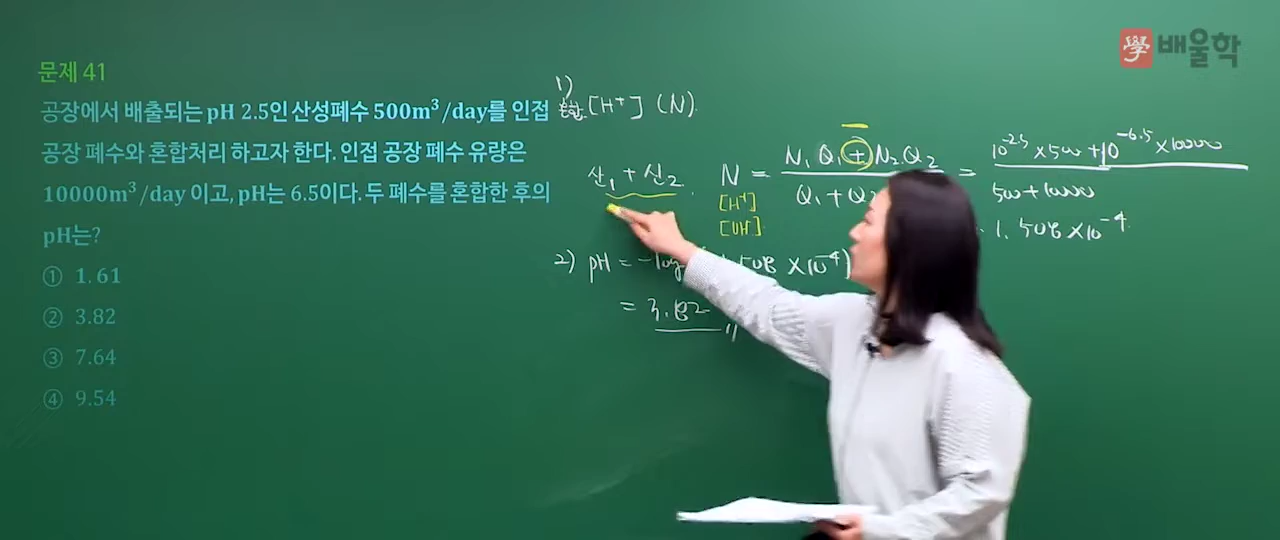 學 배울학
문제 41
공장에서 배출되는 pH 2.5인 산성폐수 500m³/day를 인접
공장 폐수와 혼합처리 하고자 한다. 인접 공장 폐수 유량은
10000m³/day 이고, pH는 6.5이다. 두 폐수를 혼합한 후의
pH는?
① 1.61
② 3.82
③ 7.64
④ 9.54
1)
혼합 [H⁺] (N)
산₁ + 산₂ N = N₁Q₁ + N₂Q₂ = 10⁻²·⁵ × 500 + 10⁻⁶·⁵ × 10000
Q₁ + Q 500 + 10000
[H⁺]
[OH⁻] 1.508 × 10⁻⁴
2) pH = -log 508 × 10⁻⁴)
= 3.82